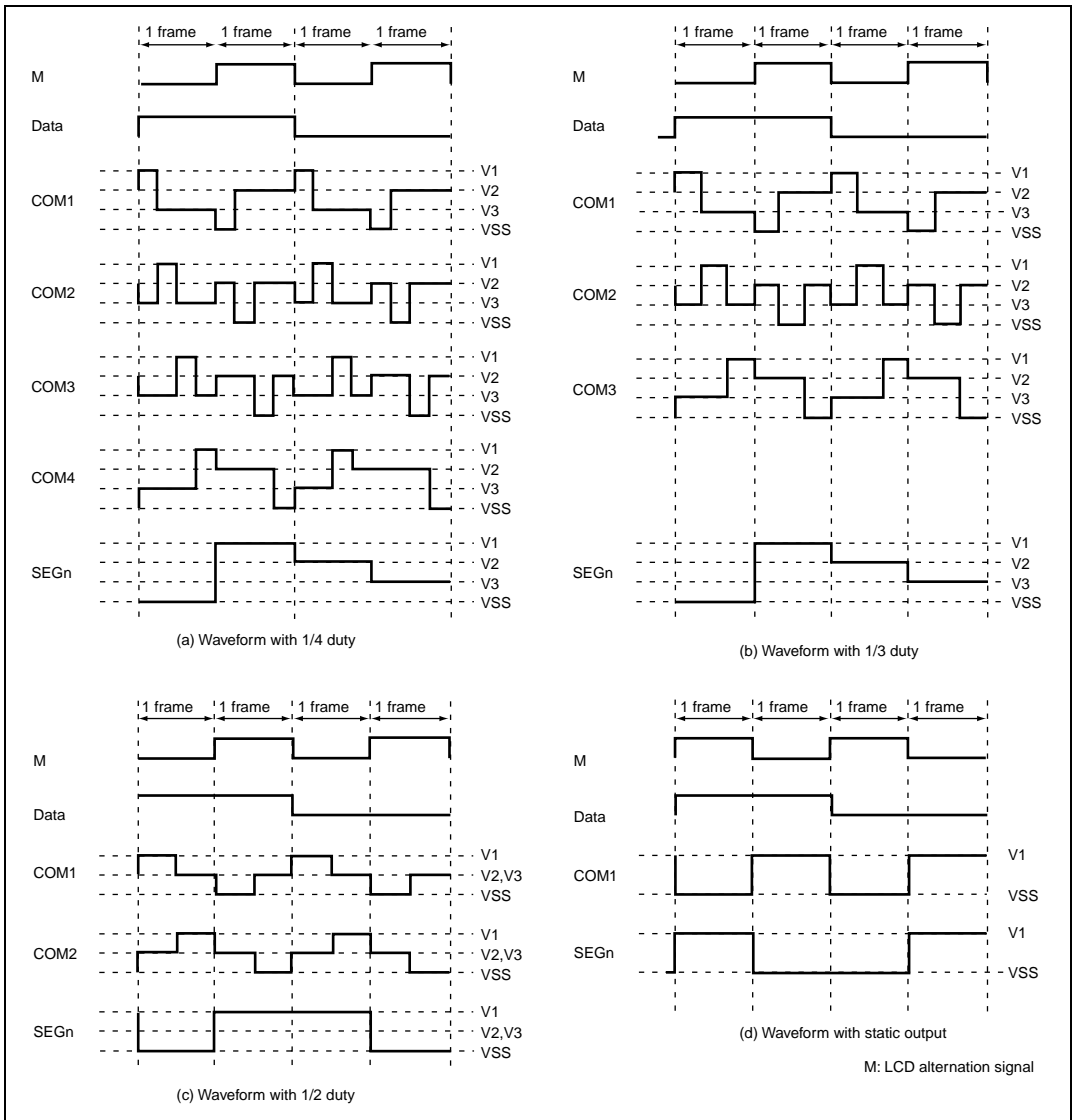 1 frame 1 frame 1 frame 1 frame
M
Data
COM1
V1
V2
V3
VSS
COM2
V1
V2
V3
VSS
COM3
V1
V2
V3
VSS
COM4
V1
V2
V3
VSS
SEGn
V1
V2
V3
VSS
(a) Waveform with 1/4 duty
1 frame 1 frame 1 frame 1 frame
M
Data
COM1
V1
V2
V3
VSS
COM2
V1
V2
V3
VSS
COM3
V1
V2
V3
VSS
SEGn
V1
V2
V3
VSS
(b) Waveform with 1/3 duty
1 frame 1 frame 1 frame 1 frame
M
Data
COM1
V1
V2,V3
VSS
COM2
V1
V2,V3
VSS
SEGn
V1
V2,V3
VSS
(c) Waveform with 1/2 duty
1 frame 1 frame 1 frame 1 frame
M
Data
COM1
V1
VSS
SEGn
V1
VSS
(d) Waveform with static output
M: LCD alternation signal